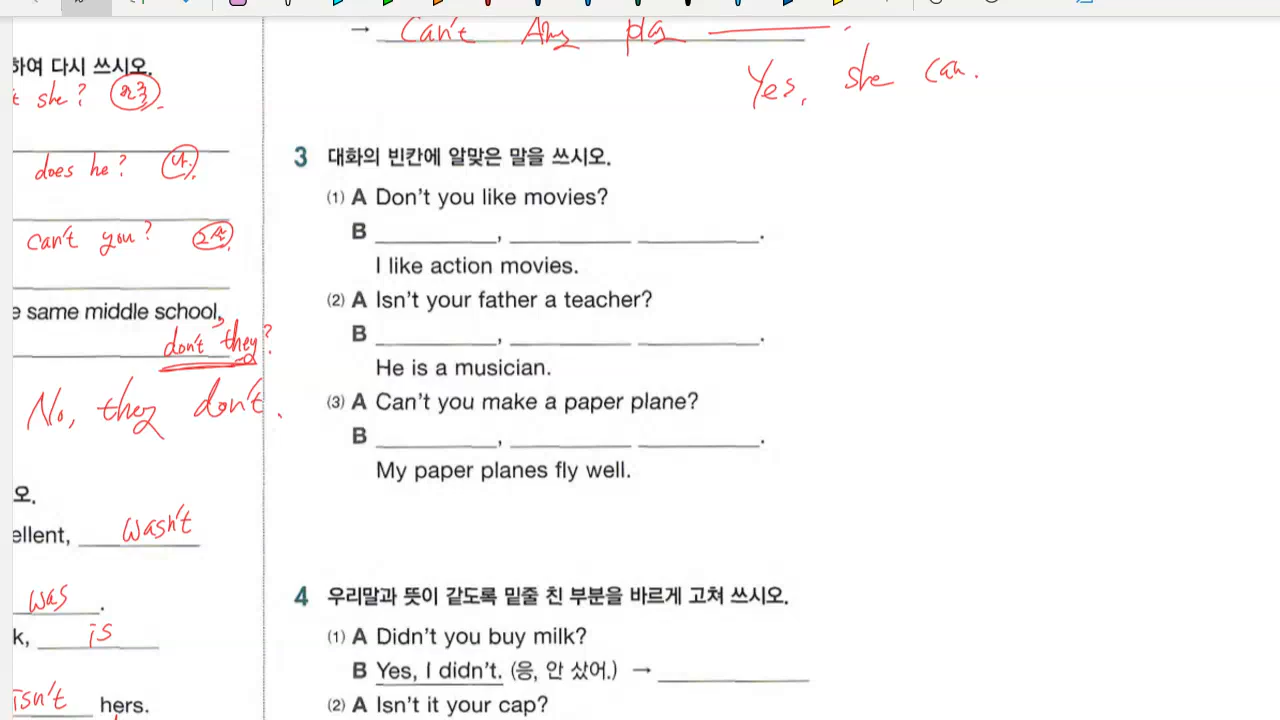 하여 다시 쓰시오.
she?
does he?
can't you?
e same middle school,
don't they?
No, they don't.
오.
ellent, wasn't
was.
k, is
isn't hers.
→ Can't Amy play
Yes, she can.
3 대화의 빈칸에 알맞은 말을 쓰시오.
(1) A Don't you like movies?
B ________, ________ ________.
I like action movies.
(2) A Isn't your father a teacher?
B ________, ________ ________.
He is a musician.
(3) A Can't you make a paper plane?
B ________, ________ ________.
My paper planes fly well.
4 우리말과 뜻이 같도록 밑줄 친 부분을 바르게 고쳐 쓰시오.
(1) A Didn't you buy milk?
B Yes, I didn't. (응, 안 샀어.) → ________
(2) A Isn't it your cap?